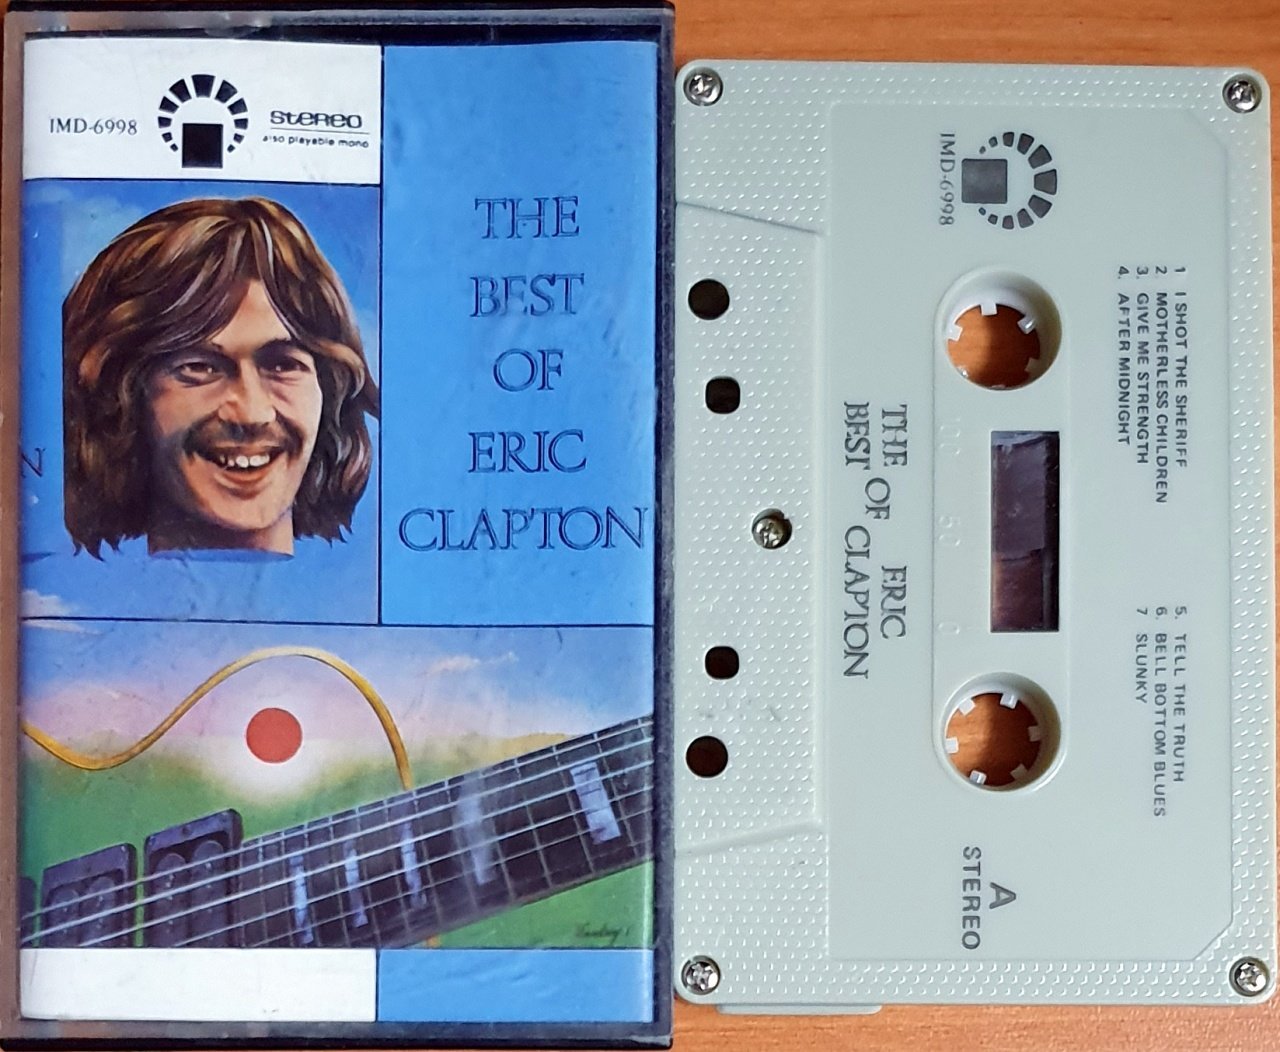 IMD-6998
Stereo
also playable mono
THE
BEST
OF
ERIC
CLAPTON
N
IMD-6998
1 I SHOT THE SHERIFF
2 MOTHERLESS CHILDREN
3. GIVE ME STRENGTH
4. AFTER MIDNIGHT
5. TELL THE TRUTH
6. BELL BOTTOM BLUES
7 SLUNKY
THE ERIC
BEST OF CLAPTON
50 0
A
STEREO